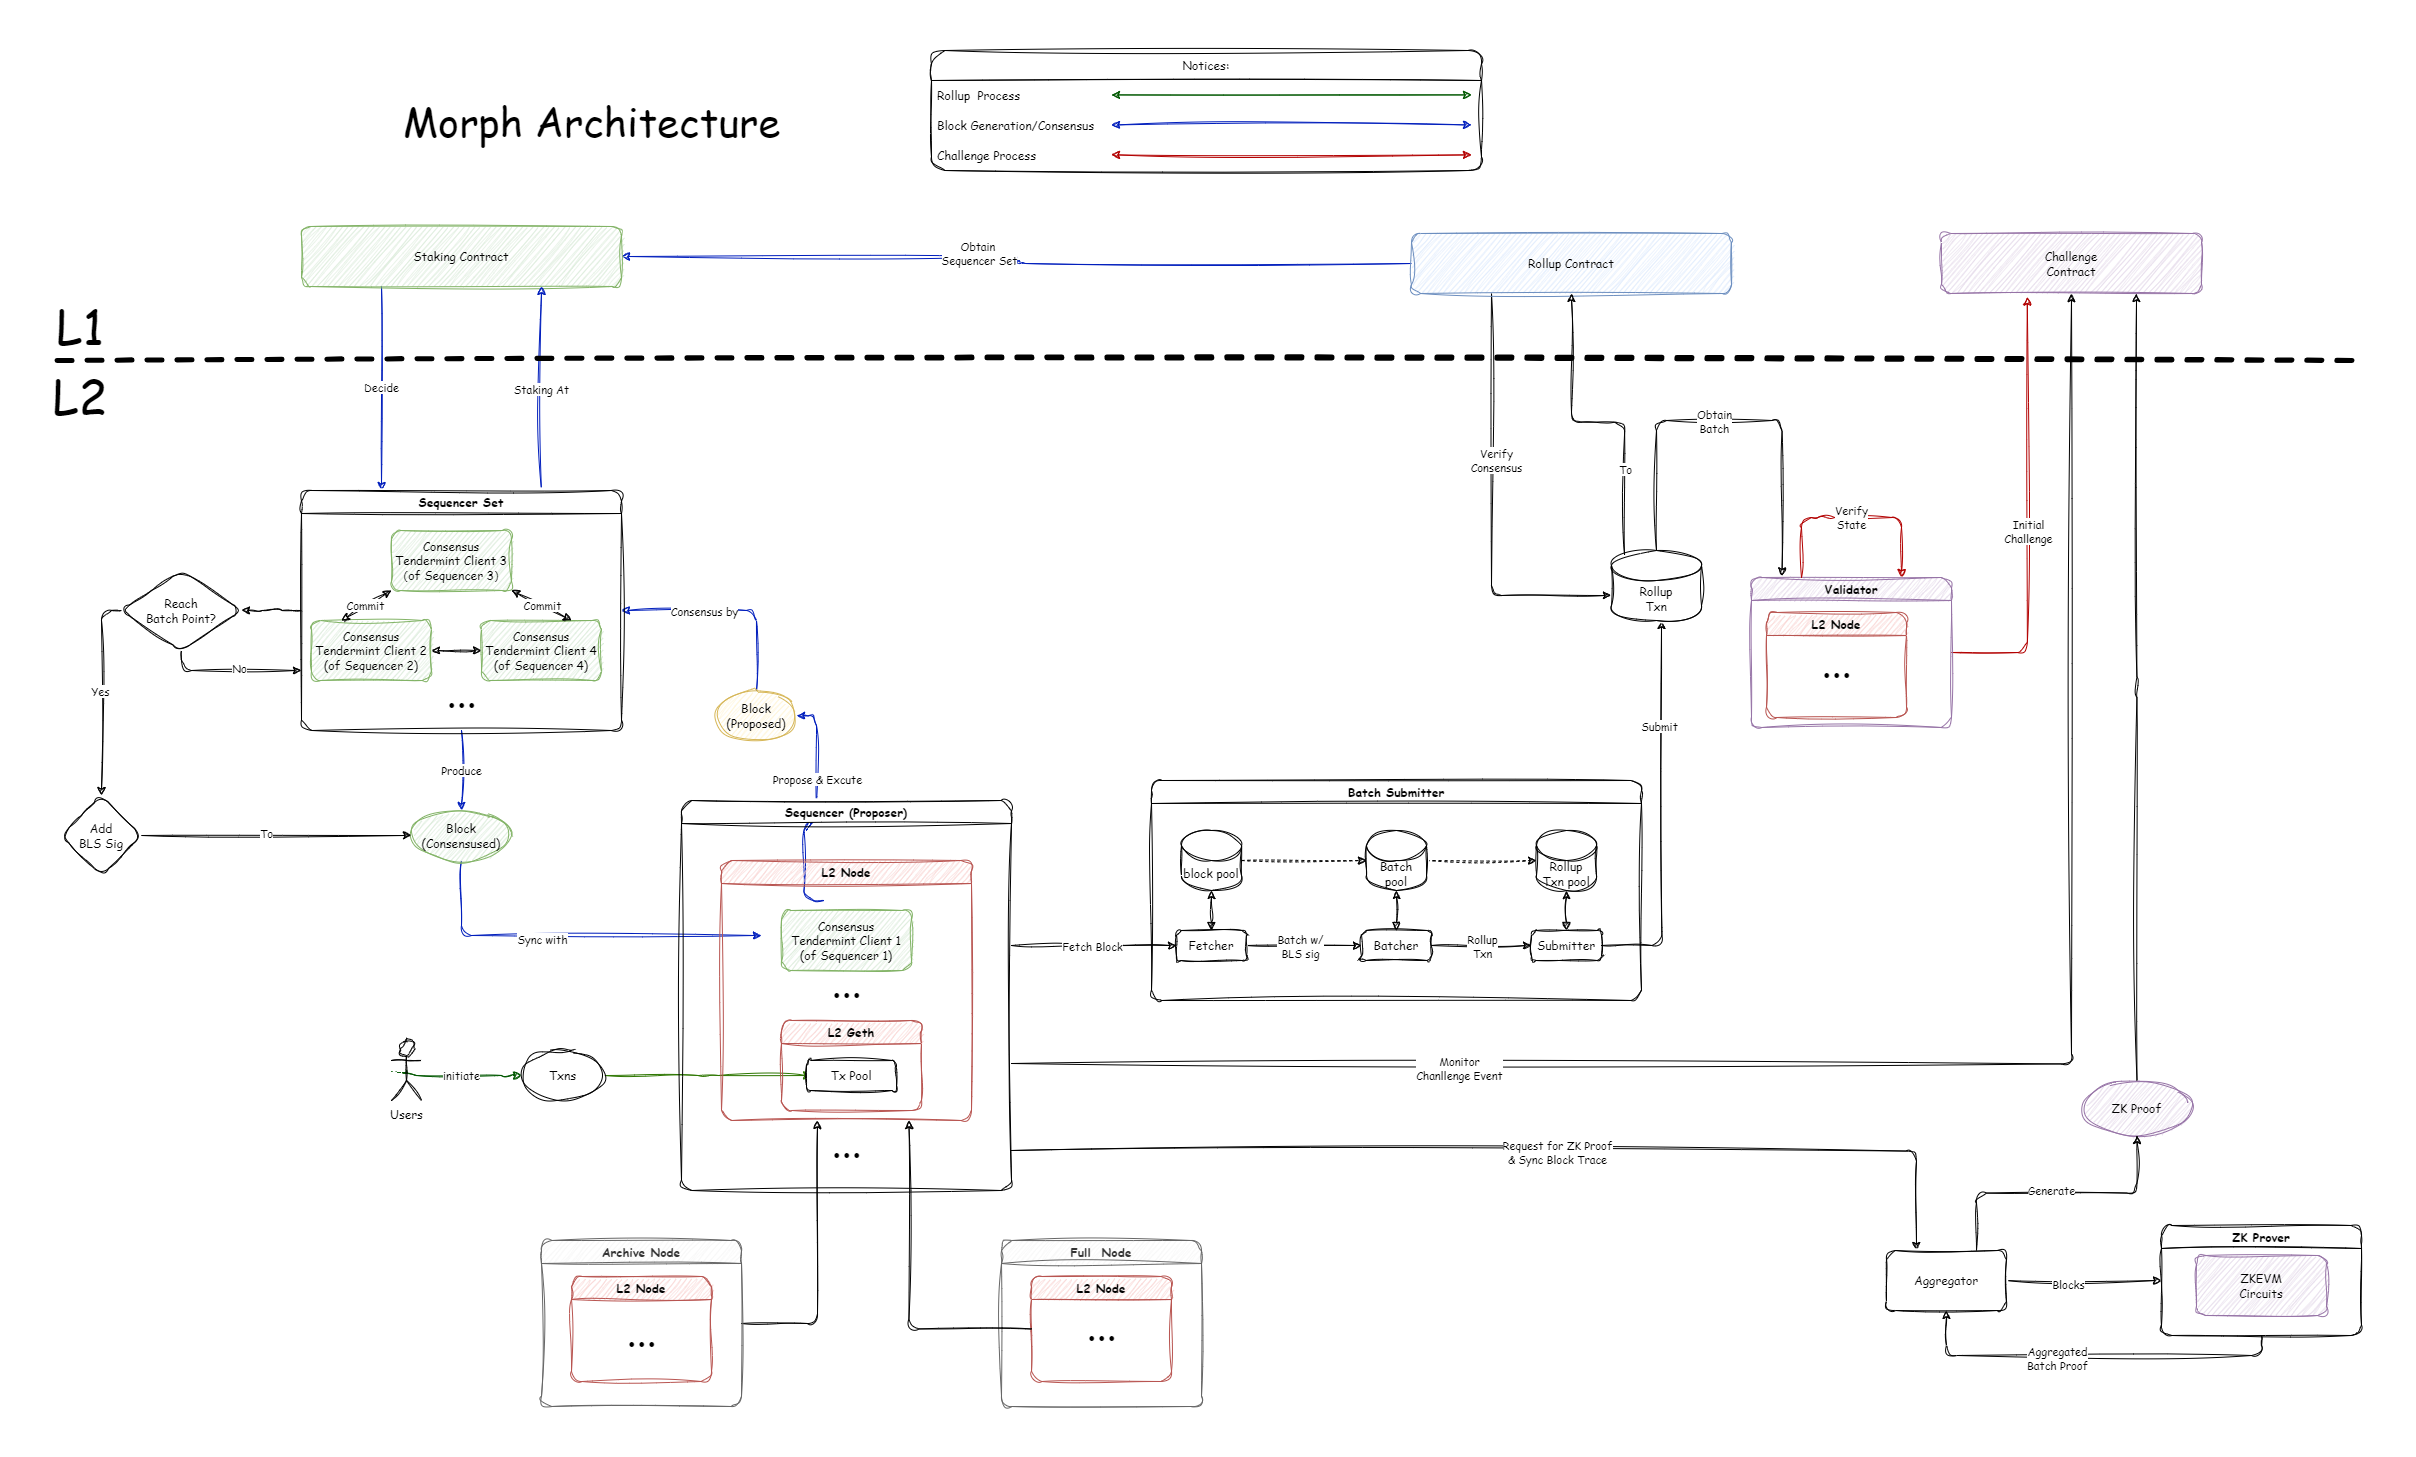 Morph Architecture
Notices:
Rollup Process
Block Generation/Consensus
Challenge Process
Staking Contract
Obtain
Sequencer Set
Rollup Contract
Challenge
Contract
L1
L2
Decide
Staking At
Verify
Consensus
To
Obtain
Batch
Sequencer Set
Consensus
Tendermint Client 3
(of Sequencer 3)
Commit
Commit
Consensus
Tendermint Client 2
(of Sequencer 2)
Consensus
Tendermint Client 4
(of Sequencer 4)
...
Reach
Batch Point?
No
Yes
Add
BLS Sig
To
Produce
Block
(Consensused)
Sync with
Consensus by
Block
(Proposed)
Propose & Excute
Rollup
Txn
Submit
Verify
State
Validator
L2 Node
...
Initial
Challenge
Sequencer (Proposer)
L2 Node
Consensus
Tendermint Client 1
(of Sequencer 1)
...
L2 Geth
Tx Pool
...
Users
initiate
Txns
Fetch Block
Batch Submitter
block pool
Batch
pool
Rollup
Txn pool
Fetcher
Batch w/
BLS sig
Batcher
Rollup
Txn
Submitter
Monitor
Chanllenge Event
Request for ZK Proof
& Sync Block Trace
ZK Proof
Generate
Aggregator
Blocks
ZK Prover
ZKEVM
Circuits
Aggregated
Batch Proof
Archive Node
L2 Node
...
Full Node
L2 Node
...